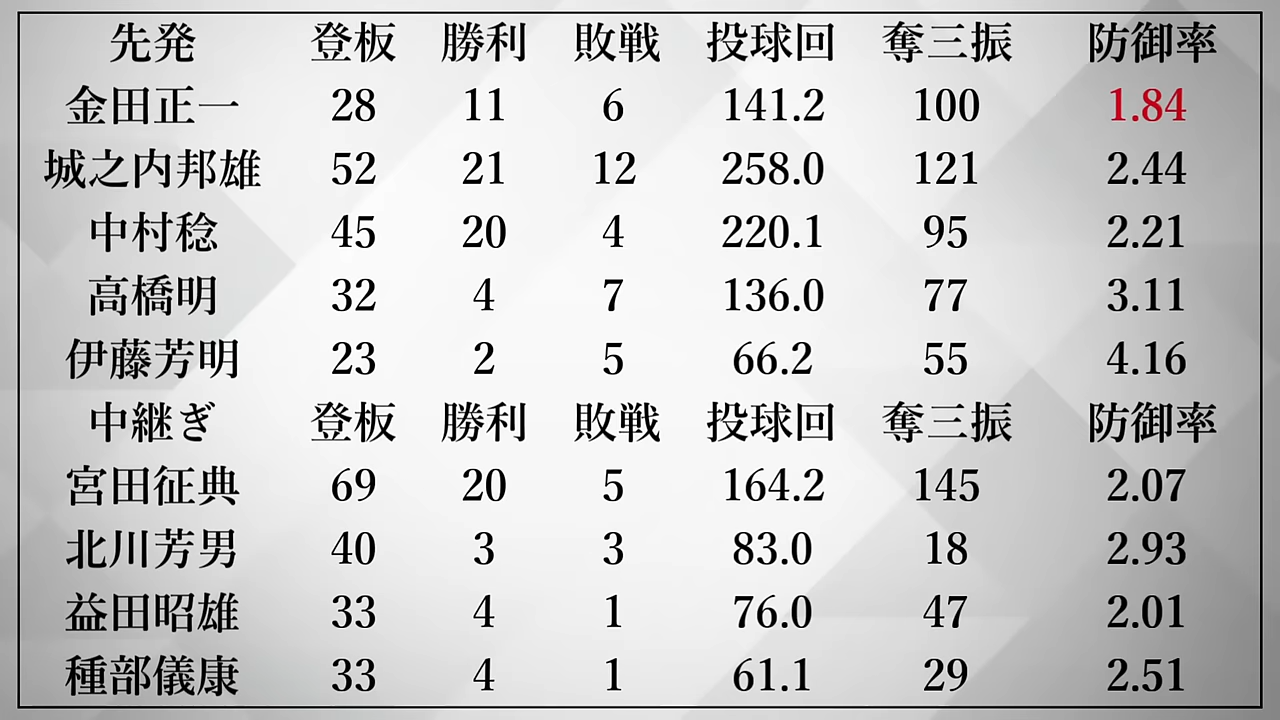 先発 登板 勝利 敗戦 投球回 奪三振 防御率
金田正一 28 11 6 141.2 100 1.84
城之内邦雄 52 21 12 258.0 121 2.44
中村稔 45 20 4 220.1 95 2.21
高橋明 32 4 7 136.0 77 3.11
伊藤芳明 23 2 5 66.2 55 4.16
中継ぎ 登板 勝利 敗戦 投球回 奪三振 防御率
宮田征典 69 20 5 164.2 145 2.07
北川芳男 40 3 3 83.0 18 2.93
益田昭雄 33 4 1 76.0 47 2.01
種部儀康 33 4 1 61.1 29 2.51